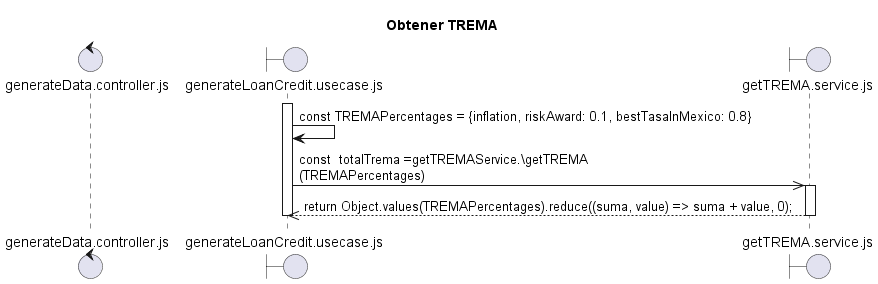 Obtener TREMA
generateData.controller.js
generateLoanCredit.usecase.js
getTREMA.service.js
const TREMAPercentages = {inflation, riskAward: 0.1, bestTasaInMexico: 0.8}
const  totalTrema =getTREMAService.\getTREMA
(TREMAPercentages)
return Object.values(TREMAPercentages).reduce((suma, value) => suma + value, 0);
generateData.controller.js
generateLoanCredit.usecase.js
getTREMA.service.js